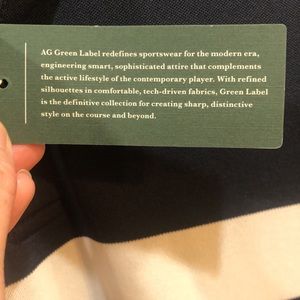 AG Green Label redefines sportswear for the modern era,
engineering smart, sophisticated attire that complements
the active lifestyle of the contemporary player. With refined
silhouettes in comfortable, tech-driven fabrics, Green Label
is the definitive collection for creating sharp, distinctive
style on the course and beyond.